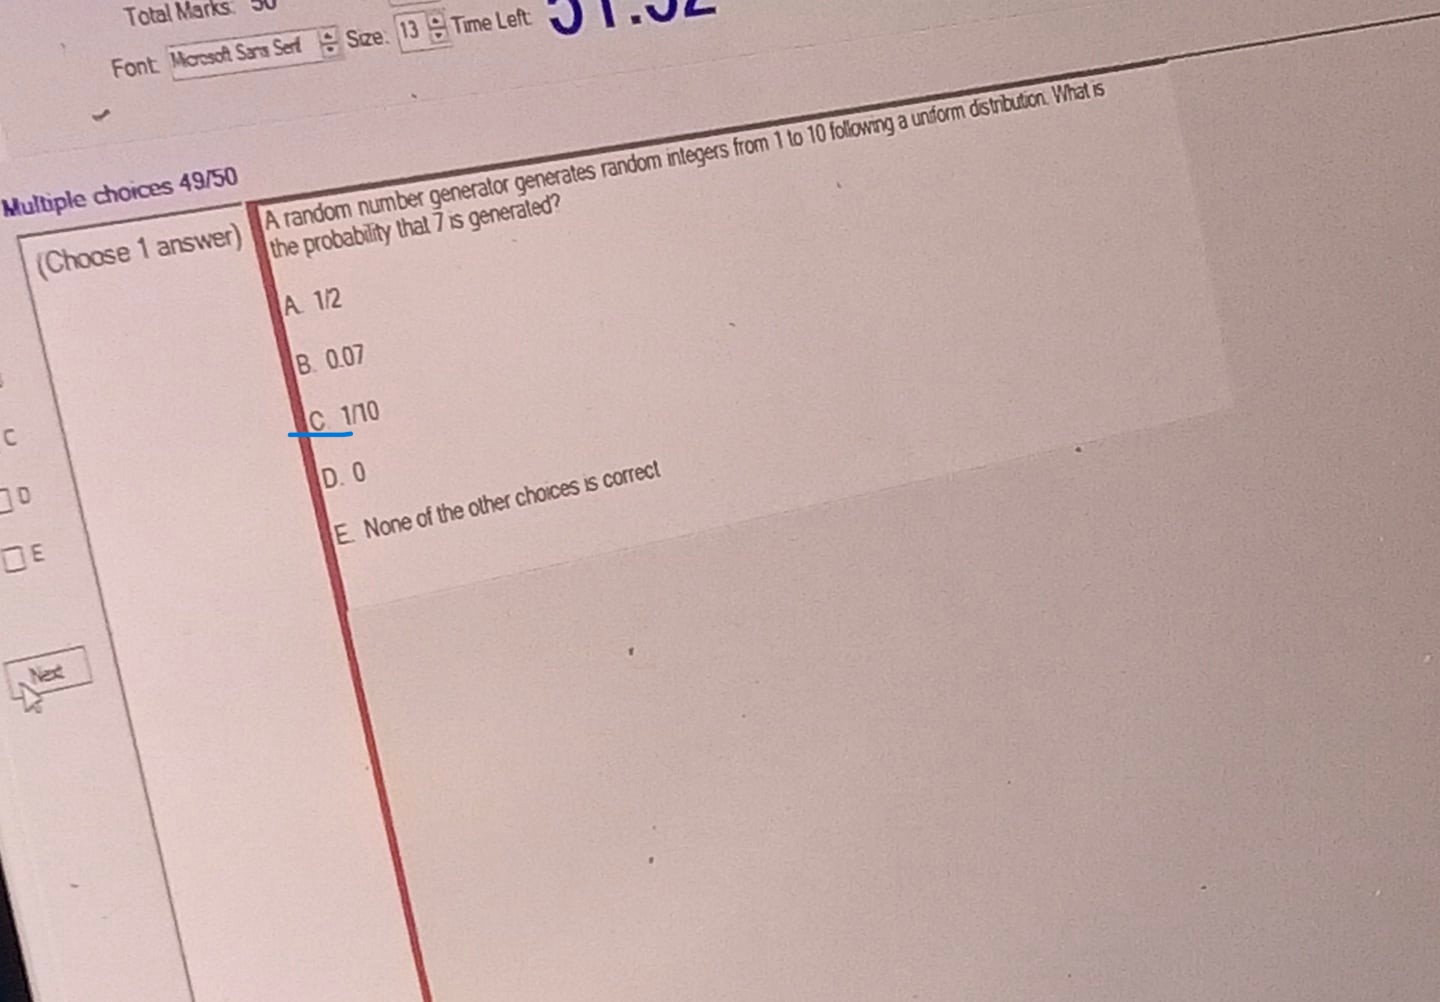 Total Marks: 50
Font: Microsoft Sans Serif Size: 13 Time Left:
Multiple choices 49/50
(Choose 1 answer)
A random number generator generates random integers from 1 to 10 following a uniform distribution. What is
the probability that 7 is generated?
A. 1/2
B. 0.07
C. 1/10
D. 0
E. None of the other choices is correct
C
D
E
Next